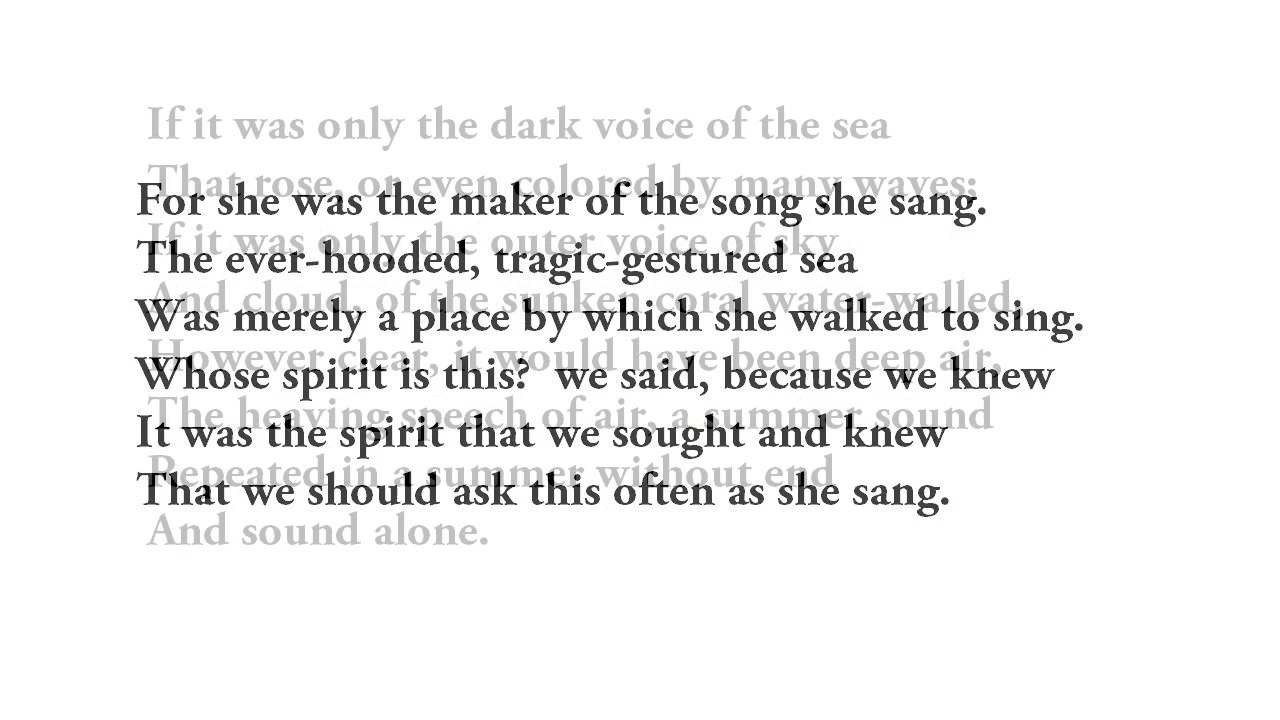 If it was only the dark voice of the sea
That rose, or even colored by many waves;
For she was the maker of the song she sang.
If it was only the outer voice of sky
The ever-hooded, tragic-gestured sea
And cloud, of the sunken coral water-walled,
Was merely a place by which she walked to sing.
However clear, it would have been deep air,
Whose spirit is this?  we said, because we knew
The heaving speech of air, a summer sound
It was the spirit that we sought and knew
Repeated in a summer without end
That we should ask this often as she sang.
And sound alone.